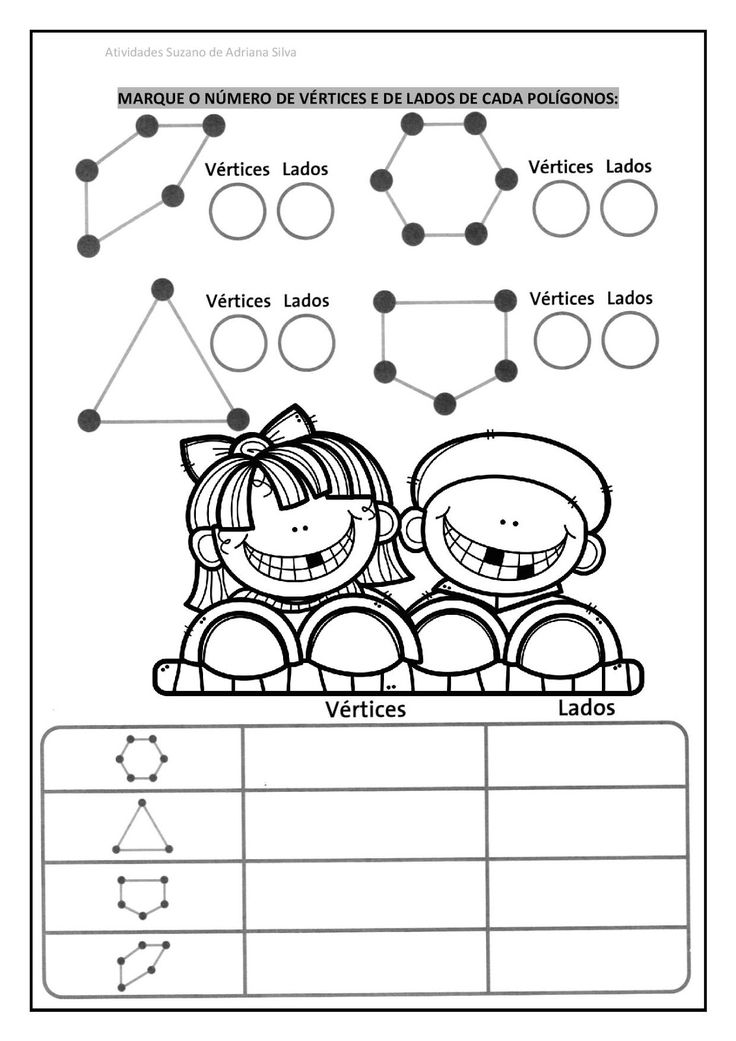 Atividades Suzano de Adriana Silva
MARQUE O NÚMERO DE VÉRTICES E DE LADOS DE CADA POLÍGONOS:
Vértices Lados
Vértices Lados
Vértices Lados
Vértices Lados
Vértices Lados